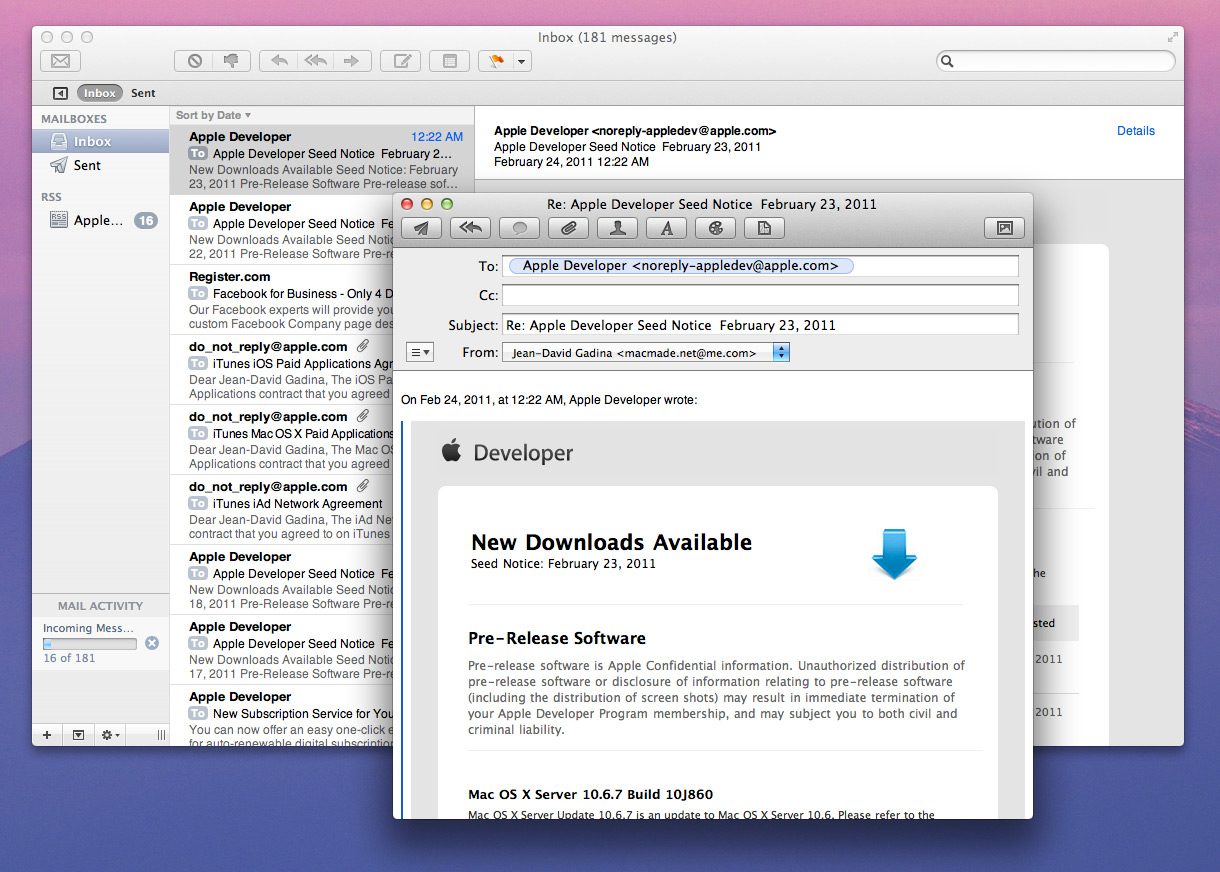 Inbox (181 messages)
Inbox
Sent
MAILBOXES
Inbox
Sent
RSS
RSS
Apple... 16
MAIL ACTIVITY
Incoming Mess...
16 of 181
Sort by Date
Apple Developer 12:22 AM
To Apple Developer Seed Notice February 2...
New Downloads Available Seed Notice: February
23, 2011 Pre-Release Software Pre-release sof...
Apple Developer
To Apple Developer Seed Notice Fe
New Downloads Available Seed Notic
22, 2011 Pre-Release Software Pre-re
Register.com
To Facebook for Business - Only 4 D
Our Facebook experts will provide you
custom Facebook Company page des
do_not_reply@apple.com
To iTunes iOS Paid Applications Agr
Dear Jean-David Gadina, The iOS Pa
Applications contract that you agreed
do_not_reply@apple.com
To iTunes Mac OS X Paid Applications
Dear Jean-David Gadina, The Mac OS
Applications contract that you agreed
do_not_reply@apple.com
To iTunes iAd Network Agreement
Dear Jean-David Gadina, The iAd Net
contract that you agreed to on iTunes
Apple Developer
To Apple Developer Seed Notice Fe
New Downloads Available Seed Notic
18, 2011 Pre-Release Software Pre-re
Apple Developer
To Apple Developer Seed Notice Fe
New Downloads Available Seed Notic
17, 2011 Pre-Release Software Pre-re
Apple Developer
To New Subscription Service for You
You can now offer an easy one-click e
for auto-renewable digital subscription
Apple Developer <noreply-appledev@apple.com>
Details
Apple Developer Seed Notice February 23, 2011
February 24, 2011 12:22 AM
Re: Apple Developer Seed Notice February 23, 2011
To: Apple Developer <noreply-appledev@apple.com>
Cc:
Subject: Re: Apple Developer Seed Notice February 23, 2011
From: Jean-David Gadina <macmade.net@me.com>
On Feb 24, 2011, at 12:22 AM, Apple Developer wrote:
Developer
New Downloads Available
Seed Notice: February 23, 2011
Pre-Release Software
Pre-release software is Apple Confidential information. Unauthorized distribution of
pre-release software or disclosure of information relating to pre-release software
(including the distribution of screen shots) may result in immediate termination of
your Apple Developer Program membership, and may subject you to both civil and
criminal liability.
Mac OS X Server 10.6.7 Build 10J860
Mac OS X Server Update 10.6.7 is an update to Mac OS X Server 10.6. Please refer to the
ution of
tware
on of
vil and
he
sted
2011
2011